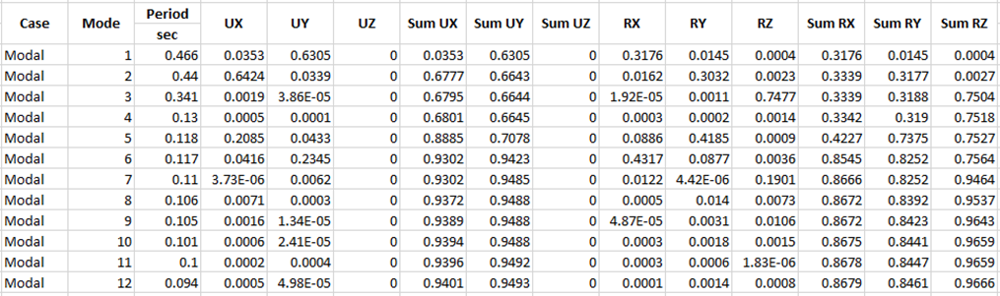 Case Mode Period UX UY UZ Sum UX Sum UY Sum UZ RX RY RZ Sum RX Sum RY Sum RZ
sec
Modal 1 0.466 0.0353 0.6305 0 0.0353 0.6305 0 0.3176 0.0145 0.0004 0.3176 0.0145 0.0004
Modal 2 0.44 0.6424 0.0339 0 0.6777 0.6643 0 0.0162 0.3032 0.0023 0.3339 0.3177 0.0027
Modal 3 0.341 0.0019 3.86E-05 0 0.6795 0.6644 0 1.92E-05 0.0011 0.7477 0.3339 0.3188 0.7504
Modal 4 0.13 0.0005 0.0001 0 0.6801 0.6645 0 0.0003 0.0002 0.0014 0.3342 0.319 0.7518
Modal 5 0.118 0.2085 0.0433 0 0.8885 0.7078 0 0.0886 0.4185 0.0009 0.4227 0.7375 0.7527
Modal 6 0.117 0.0416 0.2345 0 0.9302 0.9423 0 0.4317 0.0877 0.0036 0.8545 0.8252 0.7564
Modal 7 0.11 3.73E-06 0.0062 0 0.9302 0.9485 0 0.0122 4.42E-06 0.1901 0.8666 0.8252 0.9464
Modal 8 0.106 0.0071 0.0003 0 0.9372 0.9488 0 0.0005 0.014 0.0073 0.8672 0.8392 0.9537
Modal 9 0.105 0.0016 1.34E-05 0 0.9389 0.9488 0 4.87E-05 0.0031 0.0106 0.8672 0.8423 0.9643
Modal 10 0.101 0.0006 2.41E-05 0 0.9394 0.9488 0 0.0003 0.0018 0.0015 0.8675 0.8441 0.9659
Modal 11 0.1 0.0002 0.0004 0 0.9396 0.9492 0 0.0003 0.0006 1.83E-06 0.8678 0.8447 0.9659
Modal 12 0.094 0.0005 4.98E-05 0 0.9401 0.9493 0 0.0001 0.0014 0.0008 0.8679 0.8461 0.9666